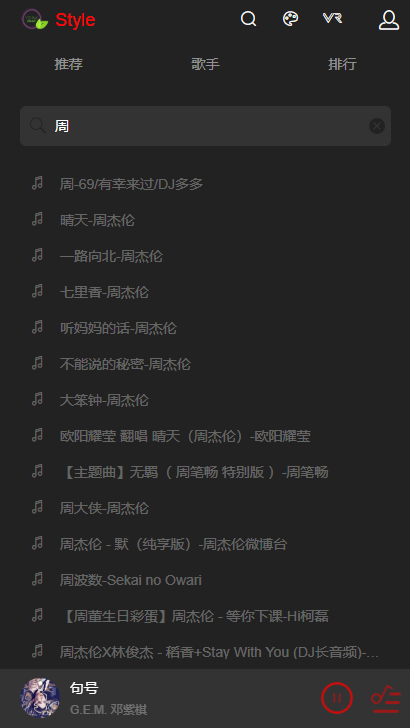 Style
VR
推荐 歌手 排行
周
周-69/有幸来过/DJ多多
晴天-周杰伦
一路向北-周杰伦
七里香-周杰伦
听妈妈的话-周杰伦
不能说的秘密-周杰伦
大笨钟-周杰伦
欧阳耀莹 翻唱 晴天（周杰伦）-欧阳耀莹
【主题曲】无羁（ 周笔畅 特别版 ）-周笔畅
周大侠-周杰伦
周杰伦 - 默（纯享版）-周杰伦微博台
周波数-Sekai no Owari
【周董生日彩蛋】周杰伦 - 等你下课-Hi柯磊
周杰伦X林俊杰 - 稻香+Stay With You (DJ长音频)-...
句号
G.E.M. 邓紫棋